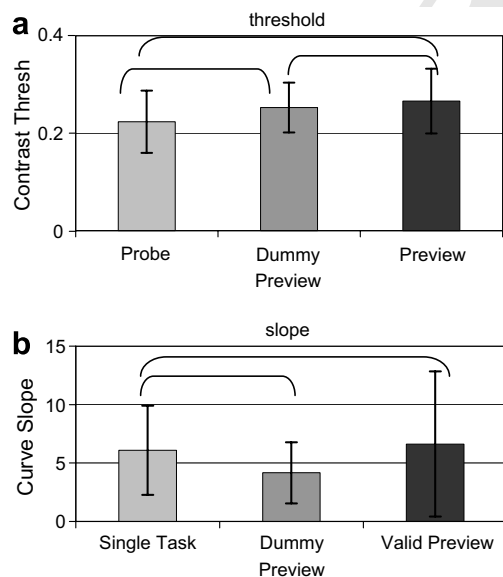 a
threshold
Contrast Thresh
0.4
0.2
0
Probe
Dummy
Preview
Preview
b
slope
Curve Slope
15
10
5
0
Single Task
Dummy
Preview
Valid Preview